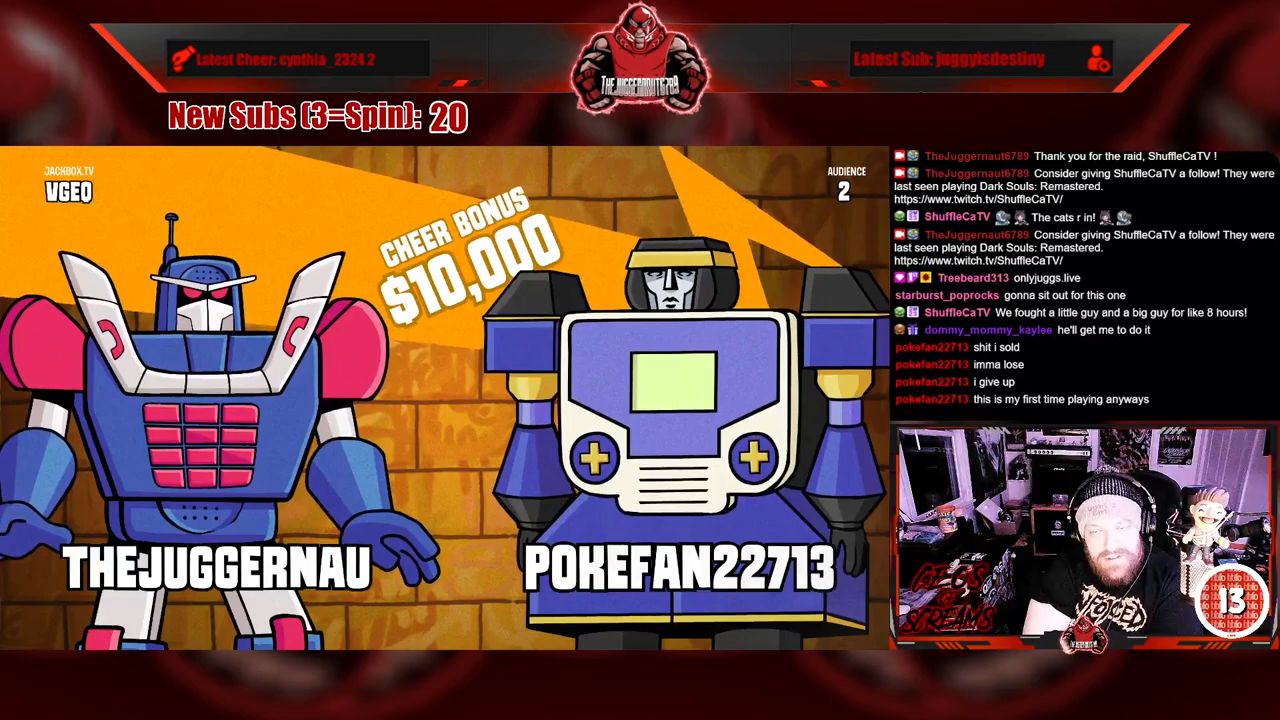 Latest Cheer: cynthia_2324 2
THEJUGGERNAUT6789
Latest Sub: juggyisdestiny
New Subs (3=Spin): 20
JACKBOX.TV
VGEQ
CHEER BONUS
$10,000
AUDIENCE
2
THEJUGGERNAU
POKEFAN22713
TheJuggernaut6789 Thank you for the raid, ShuffleCaTV !
TheJuggernaut6789 Consider giving ShuffleCaTV a follow! They were
last seen playing Dark Souls: Remastered.
https://www.twitch.tv/ShuffleCaTV/
ShuffleCaTV The cats r in!
TheJuggernaut6789 Consider giving ShuffleCaTV a follow! They were
last seen playing Dark Souls: Remastered.
https://www.twitch.tv/ShuffleCaTV/
Treebeard313 onlyjuggs.live
starburst_poprocks gonna sit out for this one
ShuffleCaTV We fought a little guy and a big guy for like 8 hours!
dommy_mommy_kaylee he'll get me to do it
pokefan22713 shit i sold
pokefan22713 imma lose
pokefan22713 i give up
pokefan22713 this is my first time playing anyways
SCREAMS
13